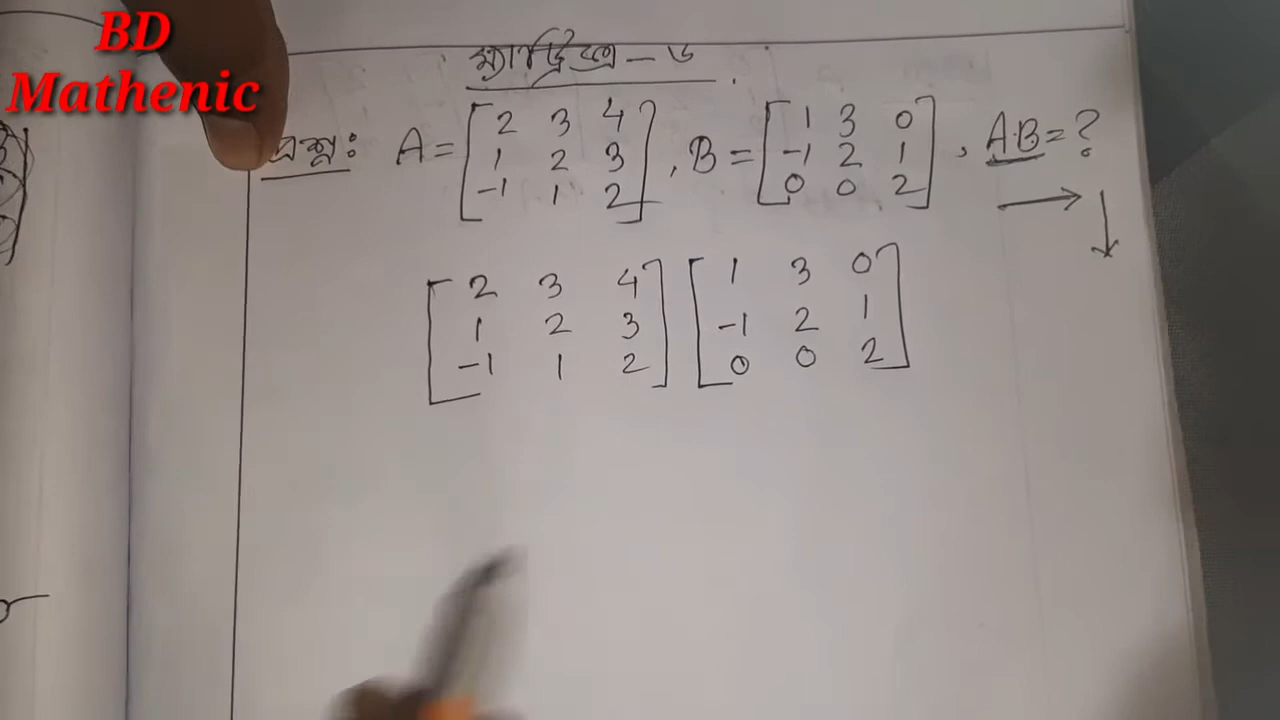 BD
Mathenic
ম্যাট্রিক্স – ৬
প্রশ্নঃ A = [2 3 4 , B = [1 3 0 , AB = ?
1 2 3 -1 2 1
-1 1 2] 0 0 2]
[2 3 4 [1 3 0
1 2 3 -1 2 1
-1 1 2] 0 0 2]